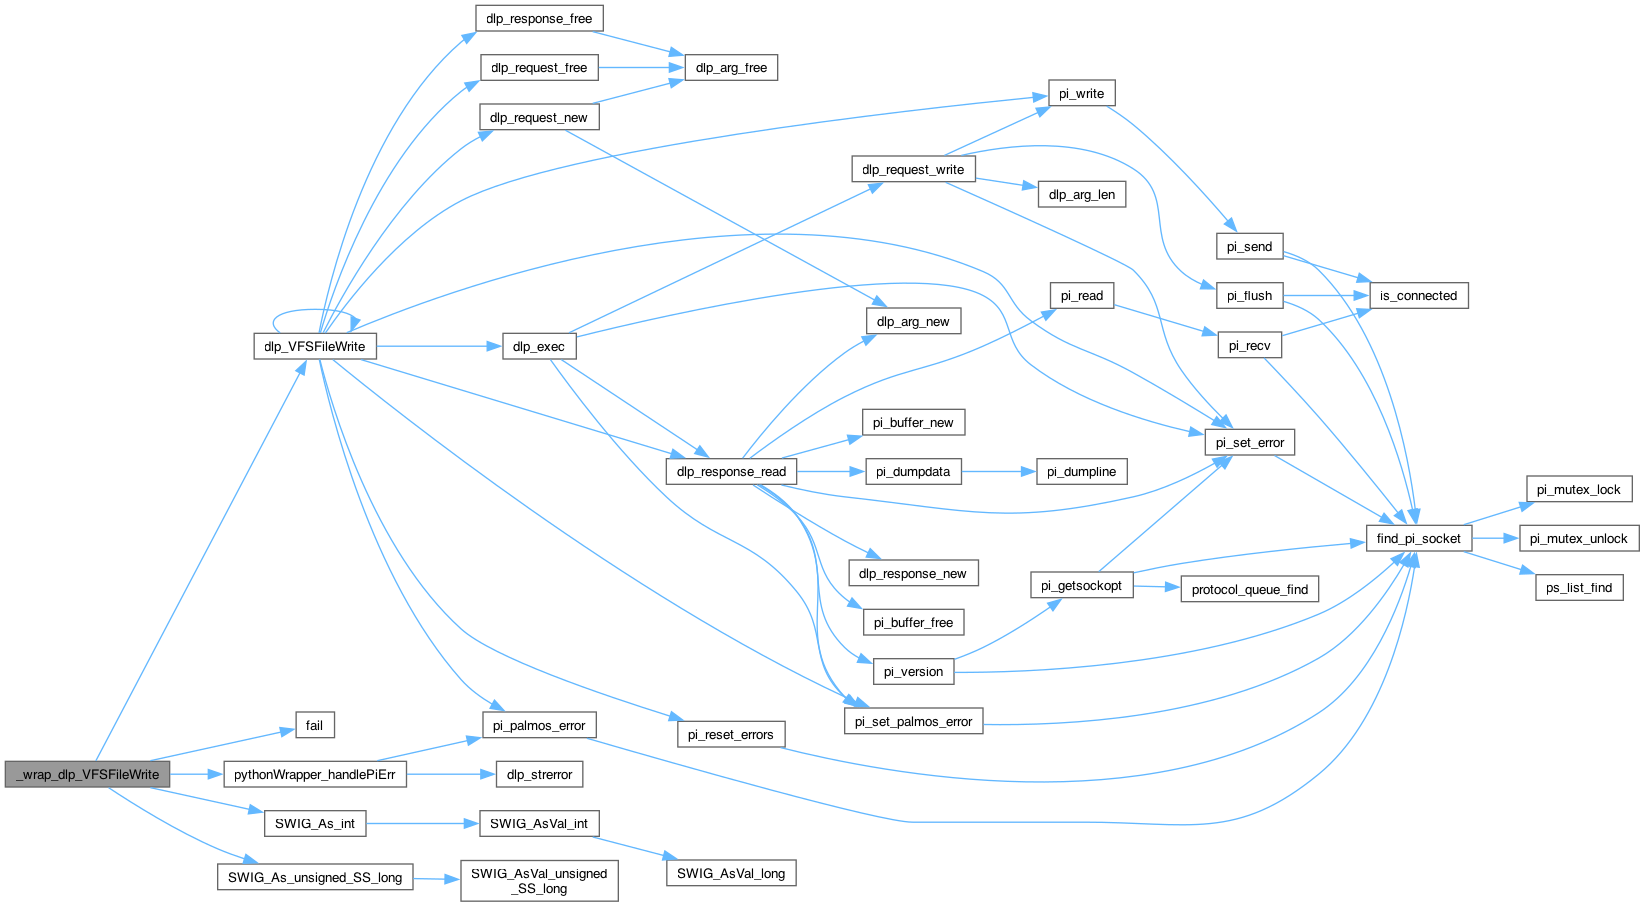 dlp_response_free
dlp_request_free
dlp_arg_free
dlp_request_new
pi_write
dlp_request_write
dlp_arg_len
pi_send
pi_read
pi_flush
is_connected
dlp_arg_new
dlp_VFSFileWrite
dlp_exec
pi_recv
pi_buffer_new
pi_set_error
dlp_response_read
pi_dumpdata
pi_dumpline
pi_mutex_lock
find_pi_socket
pi_mutex_unlock
dlp_response_new
pi_getsockopt
protocol_queue_find
ps_list_find
pi_buffer_free
pi_version
pi_set_palmos_error
fail
pi_palmos_error
pi_reset_errors
_wrap_dlp_VFSFileWrite
pythonWrapper_handlePiErr
dlp_strerror
SWIG_As_int
SWIG_AsVal_int
SWIG_As_unsigned_SS_long
SWIG_AsVal_unsigned
_SS_long
SWIG_AsVal_long